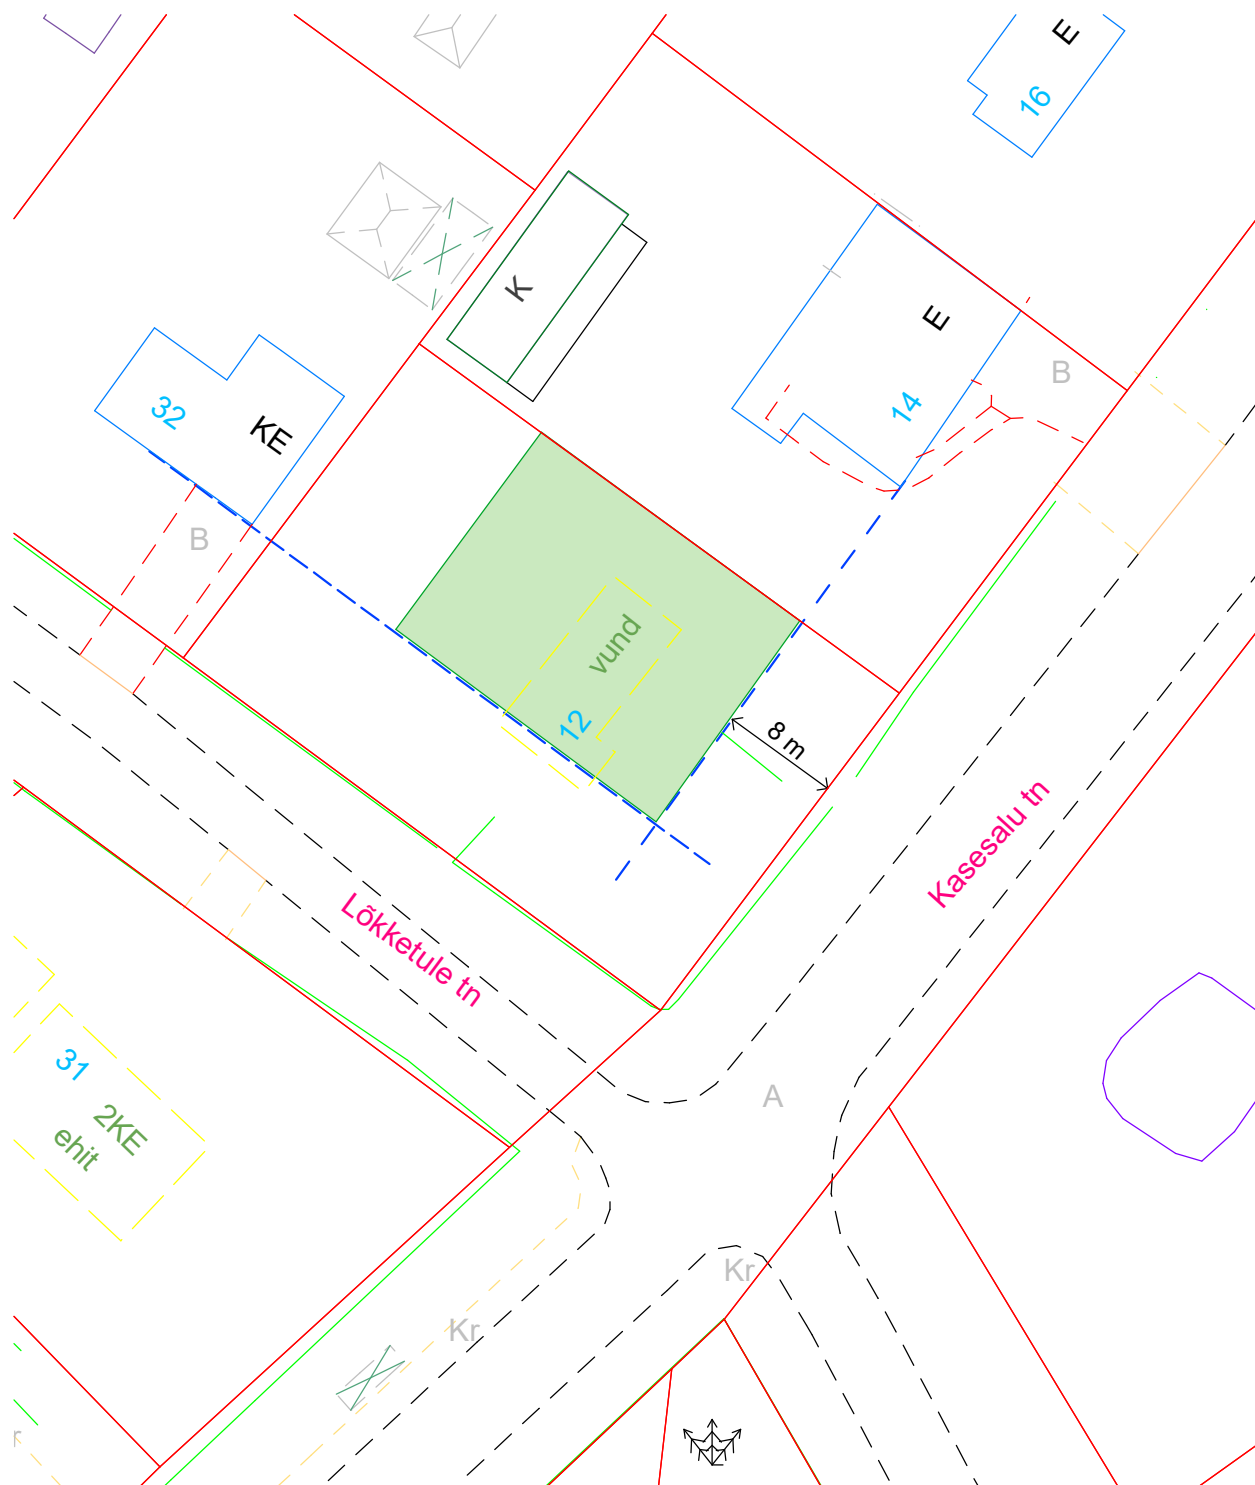 E
16
K
E
14
B
32
KE
B
vund
12
8 m
Kasesalu tn
Lõkketule tn
31
2KE
ehit
A
Kr
Kr
r